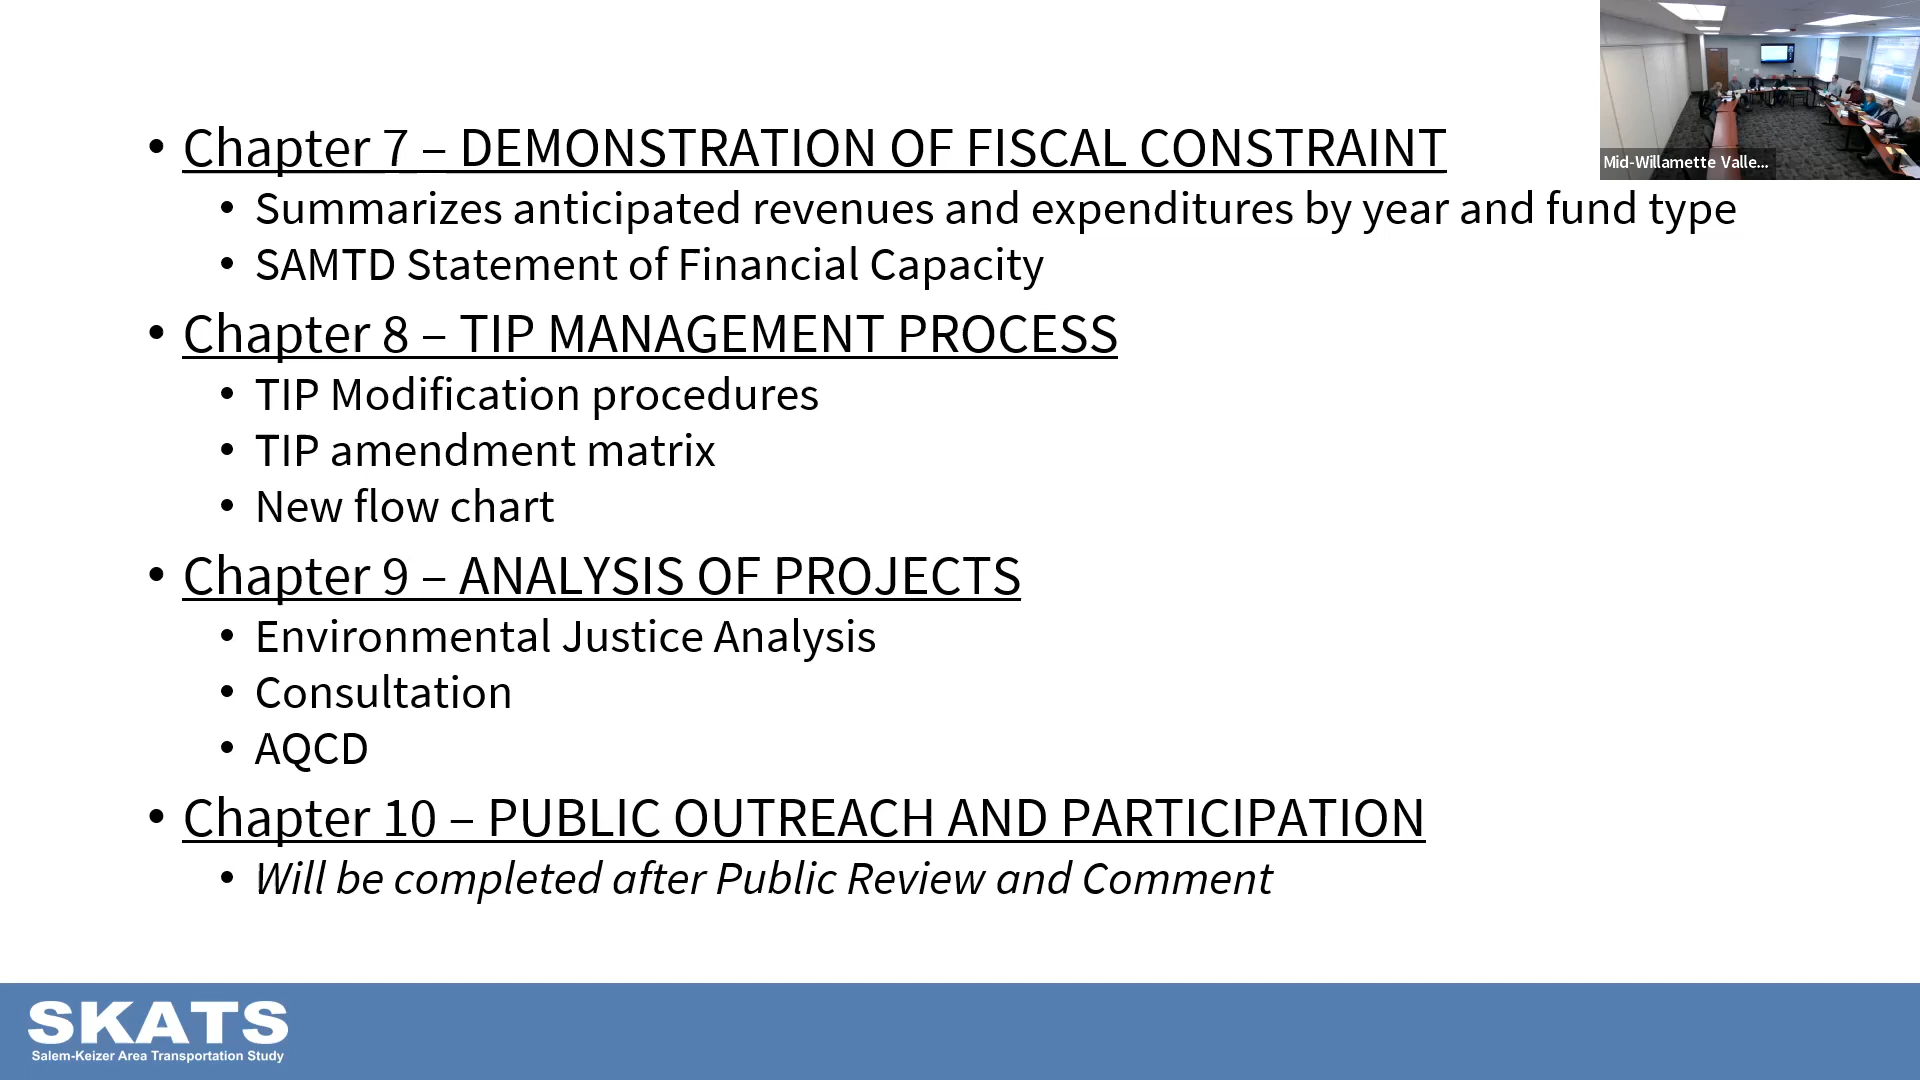 • Chapter 7 – DEMONSTRATION OF FISCAL CONSTRAINT
• Summarizes anticipated revenues and expenditures by year and fund type
• SAMTD Statement of Financial Capacity
• Chapter 8 – TIP MANAGEMENT PROCESS
• TIP Modification procedures
• TIP amendment matrix
• New flow chart
• Chapter 9 – ANALYSIS OF PROJECTS
• Environmental Justice Analysis
• Consultation
• AQCD
• Chapter 10 – PUBLIC OUTREACH AND PARTICIPATION
• Will be completed after Public Review and Comment
Mid-Willamette Valle...
SKATS
Salem-Keizer Area Transportation Study